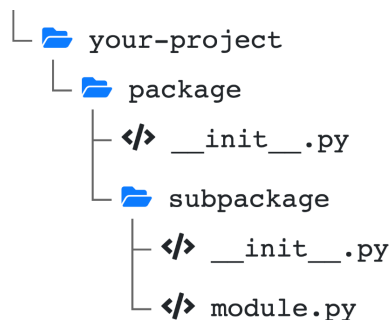 your-project
package
</> __init__.py
subpackage
</> __init__.py
</> module.py